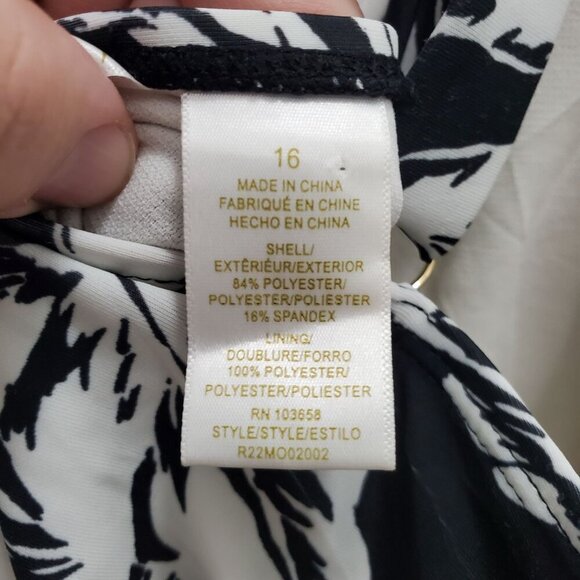 16
MADE IN CHINA
FABRIQUÉ EN CHINE
HECHO EN CHINA
SHELL/
EXTÊRIÉUR/EXTERIOR
84% POLYESTER/
POLYESTER/POLIESTER
16% SPANDEX
LINING/
DOUBLURE/FORRO
100% POLYESTER/
POLYESTER/POLIESTER
RN 103658
STYLE/STYLE/ESTILO
R22MO02002